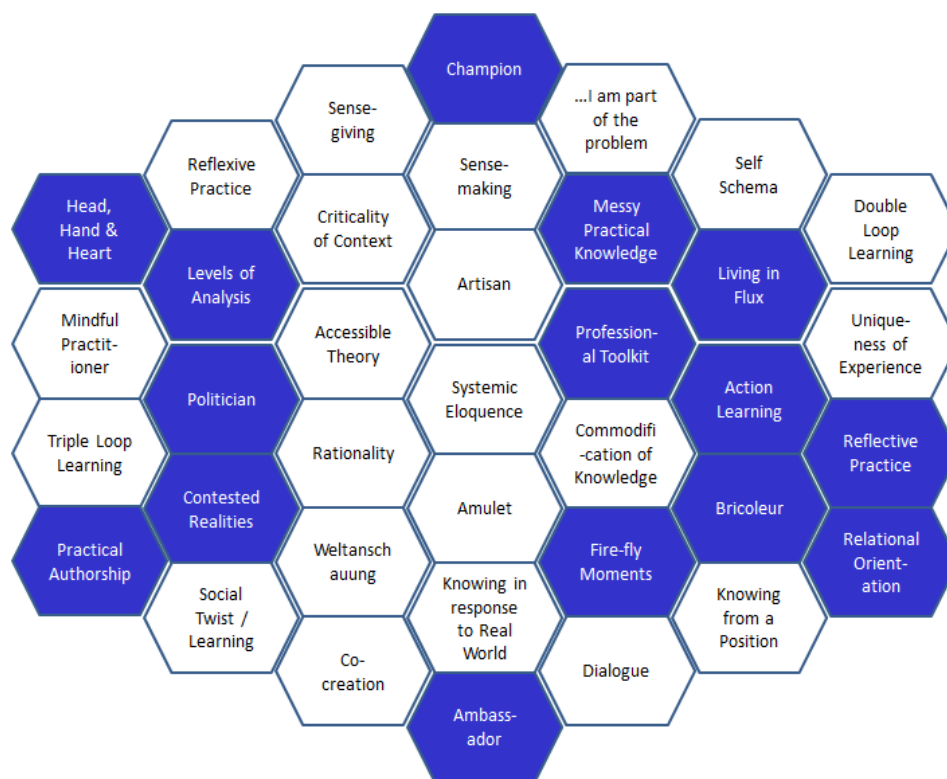 Head,
Hand &
Heart
Mindful
Practit-
ioner
Triple Loop
Learning
Practical
Authorship
Reflexive
Practice
Levels of
Analysis
Politician
Contested
Realities
Social
Twist /
Learning
Sense-
giving
Criticality
of Context
Accessible
Theory
Rationality
Weltansch
auung
Co-
creation
Champion
Sense-
making
Artisan
Systemic
Eloquence
Amulet
Knowing in
response
to Real
World
Ambass-
ador
...I am part
of the
problem
Messy
Practical
Knowledge
Profession-
al Toolkit
Commodifi
-cation of
Knowledge
Fire-fly
Moments
Dialogue
Self
Schema
Living in
Flux
Action
Learning
Bricoleur
Knowing
from a
Position
Double
Loop
Learning
Unique-
ness of
Experience
Reflective
Practice
Relational
Orient-
ation